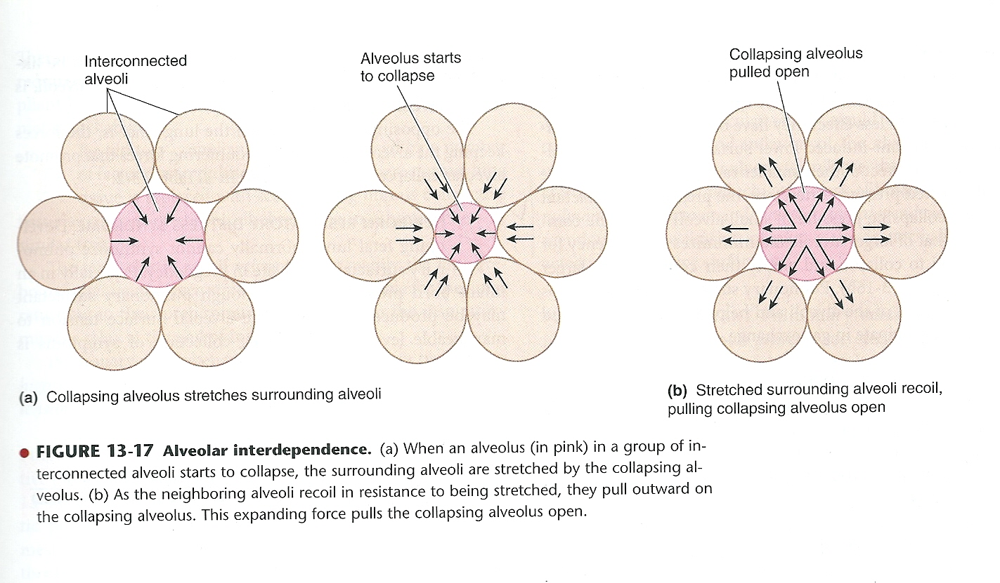 Interconnected
alveoli
Alveolus starts
to collapse
Collapsing alveolus
pulled open
(a) Collapsing alveolus stretches surrounding alveoli
(b) Stretched surrounding alveoli recoil,
pulling collapsing alveolus open
● FIGURE 13-17 Alveolar interdependence. (a) When an alveolus (in pink) in a group of in-
terconnected alveoli starts to collapse, the surrounding alveoli are stretched by the collapsing al-
veolus. (b) As the neighboring alveoli recoil in resistance to being stretched, they pull outward on
the collapsing alveolus. This expanding force pulls the collapsing alveolus open.